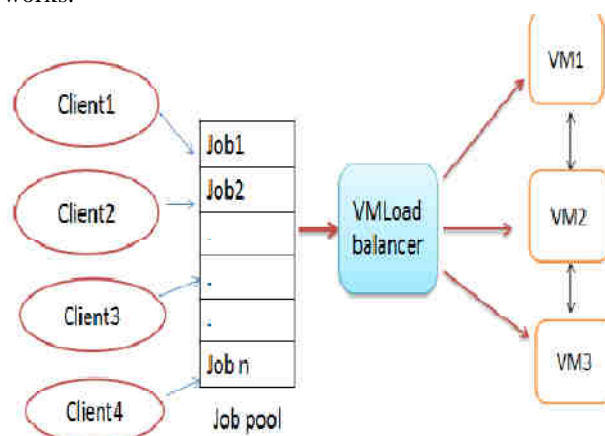 works.
Client1
Client2
Client3
Client4
Job1
Job2
.
.
.
Job n
Job pool
VMLoad
balancer
VM1
VM2
VM3